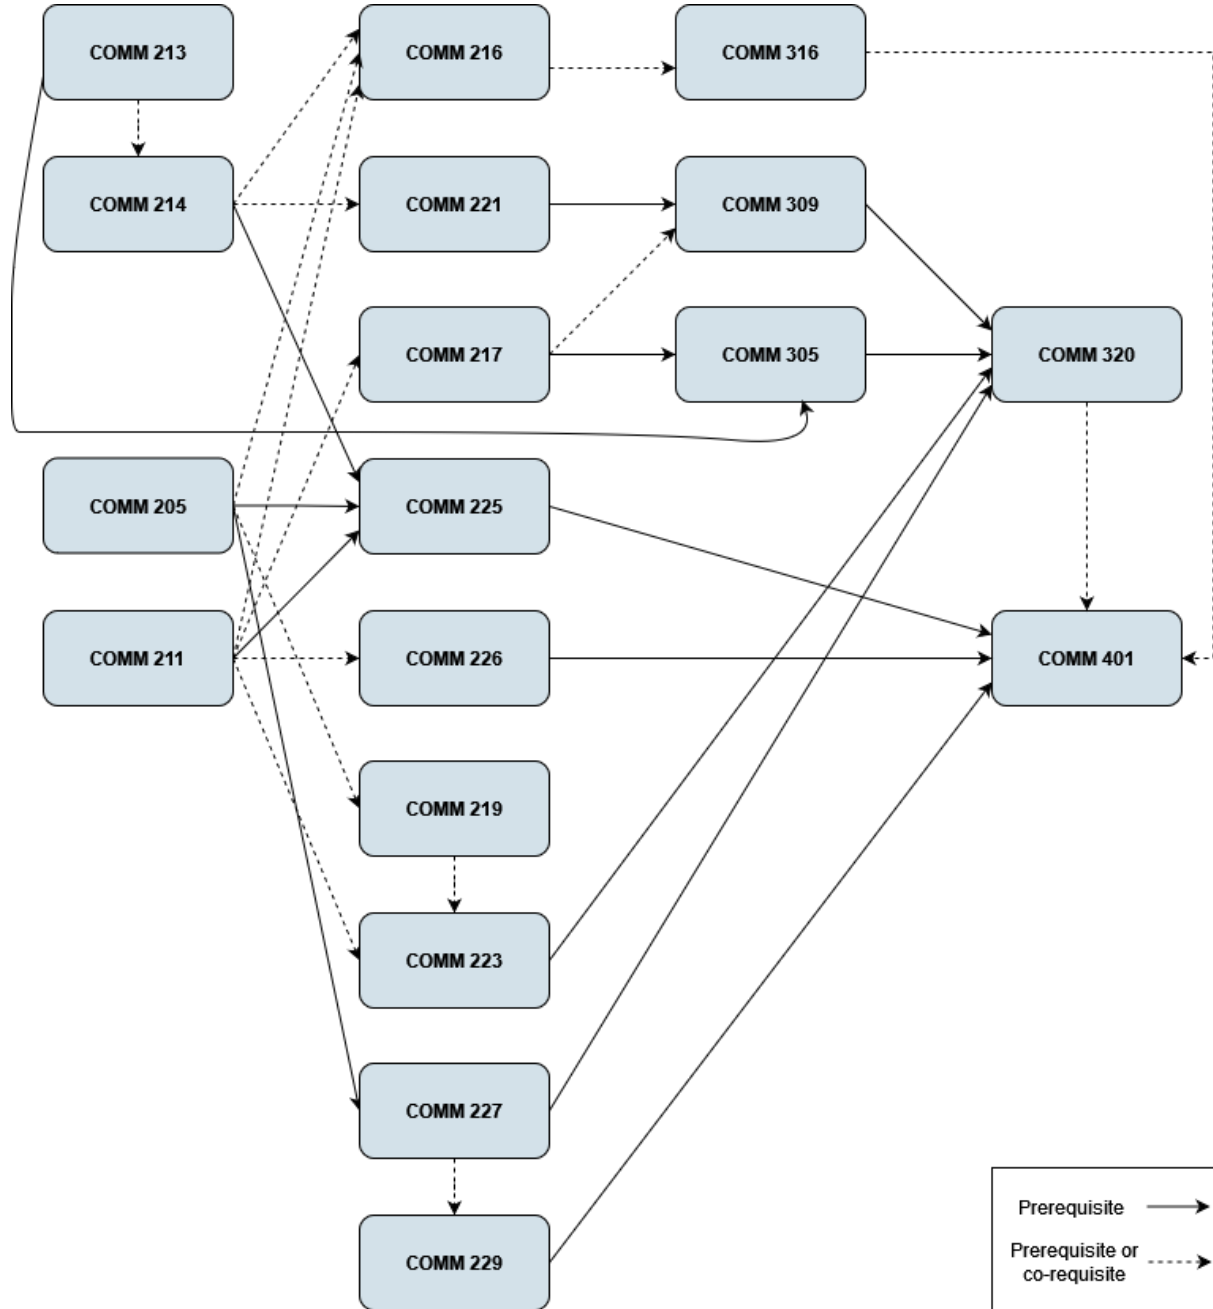 COMM 213
COMM 216
COMM 316
COMM 214
COMM 221
COMM 309
COMM 217
COMM 305
COMM 320
COMM 205
COMM 225
COMM 211
COMM 226
COMM 401
COMM 219
COMM 223
COMM 227
COMM 229
Prerequisite
Prerequisite or
co-requisite